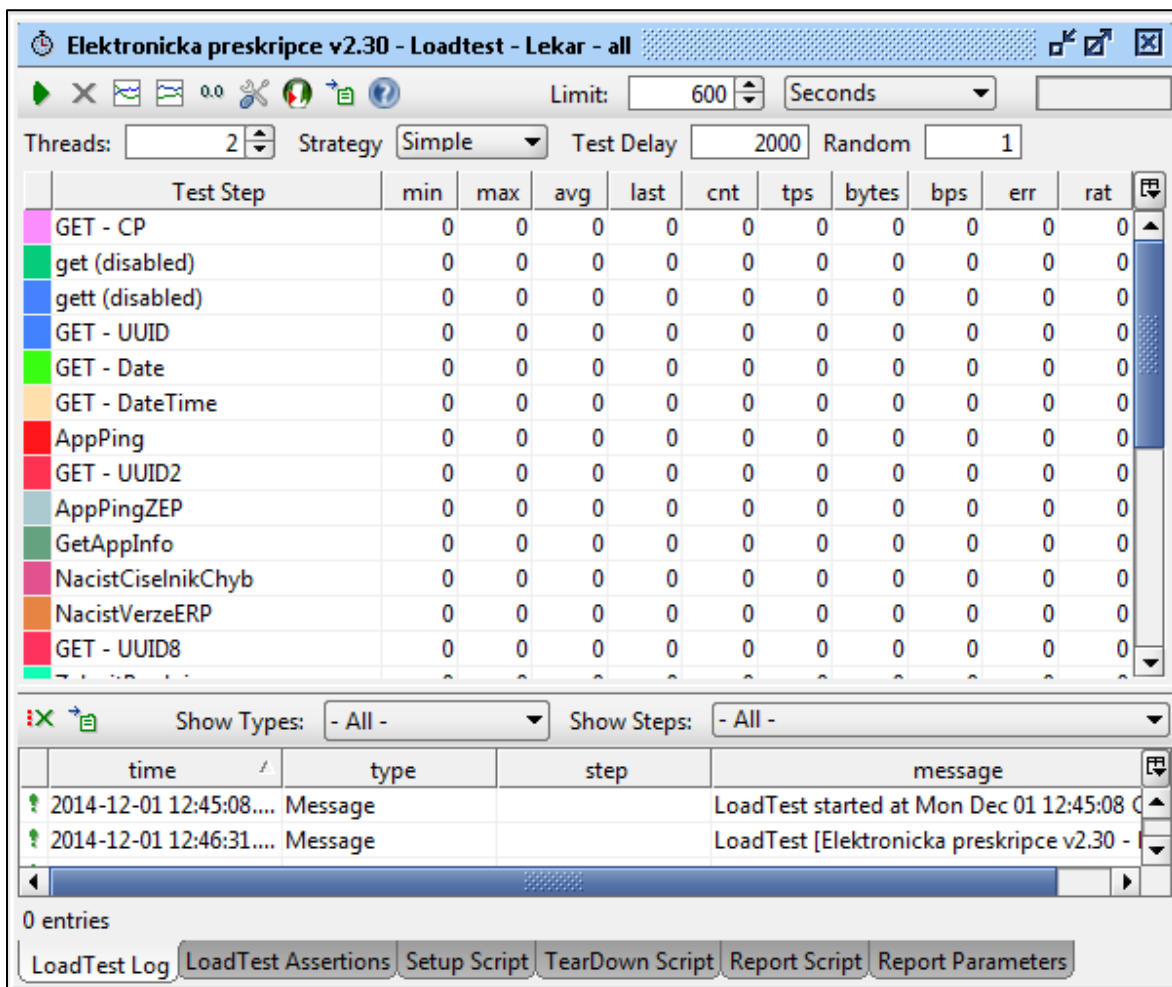 Elektronicka preskripce v2.30 - Loadtest - Lekar - all
0.0 Limit: 600 Seconds
Threads: 2 Strategy Simple Test Delay 2000 Random 1
Test Step min max avg last cnt tps bytes bps err rat
GET - CP 0 0 0 0 0 0 0 0 0 0
get (disabled) 0 0 0 0 0 0 0 0 0 0
gett (disabled) 0 0 0 0 0 0 0 0 0 0
GET - UUID 0 0 0 0 0 0 0 0 0 0
GET - Date 0 0 0 0 0 0 0 0 0 0
GET - DateTime 0 0 0 0 0 0 0 0 0 0
AppPing 0 0 0 0 0 0 0 0 0 0
GET - UUID2 0 0 0 0 0 0 0 0 0 0
AppPingZEP 0 0 0 0 0 0 0 0 0 0
GetAppInfo 0 0 0 0 0 0 0 0 0 0
NacistCiselnikChyb 0 0 0 0 0 0 0 0 0 0
NacistVerzeERP 0 0 0 0 0 0 0 0 0 0
GET - UUID8 0 0 0 0 0 0 0 0 0 0
Show Types: - All - Show Steps: - All -
time type step message
2014-12-01 12:45:08.... Message LoadTest started at Mon Dec 01 12:45:08
2014-12-01 12:46:31.... Message LoadTest [Elektronicka preskripce v2.30 -
0 entries
LoadTest Log LoadTest Assertions Setup Script TearDown Script Report Script Report Parameters